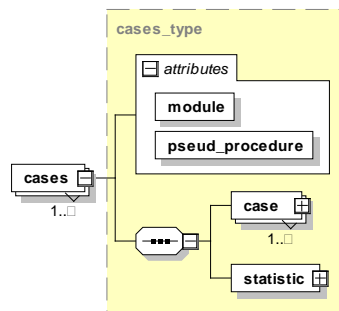 cases_type
attributes
module
pseud_procedure
cases
1..
case
1..
statistic